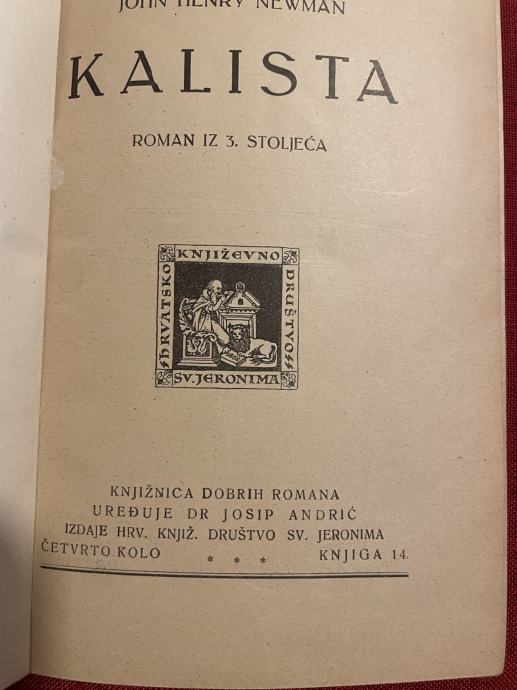 JOHN HENRY NEWMAN
KALISTA
ROMAN IZ 3. STOLJEĆA
KNJIŽEVNO
HRVATSKO
DRUŠTVO
SV. JERONIMA
KNJIŽNICA DOBRIH ROMANA
UREĐUJE DR JOSIP ANDRIĆ
IZDAJE HRV. KNJIŽ. DRUŠTVO SV. JERONIMA
ČETVRTO KOLO * * * KNJIGA 14.